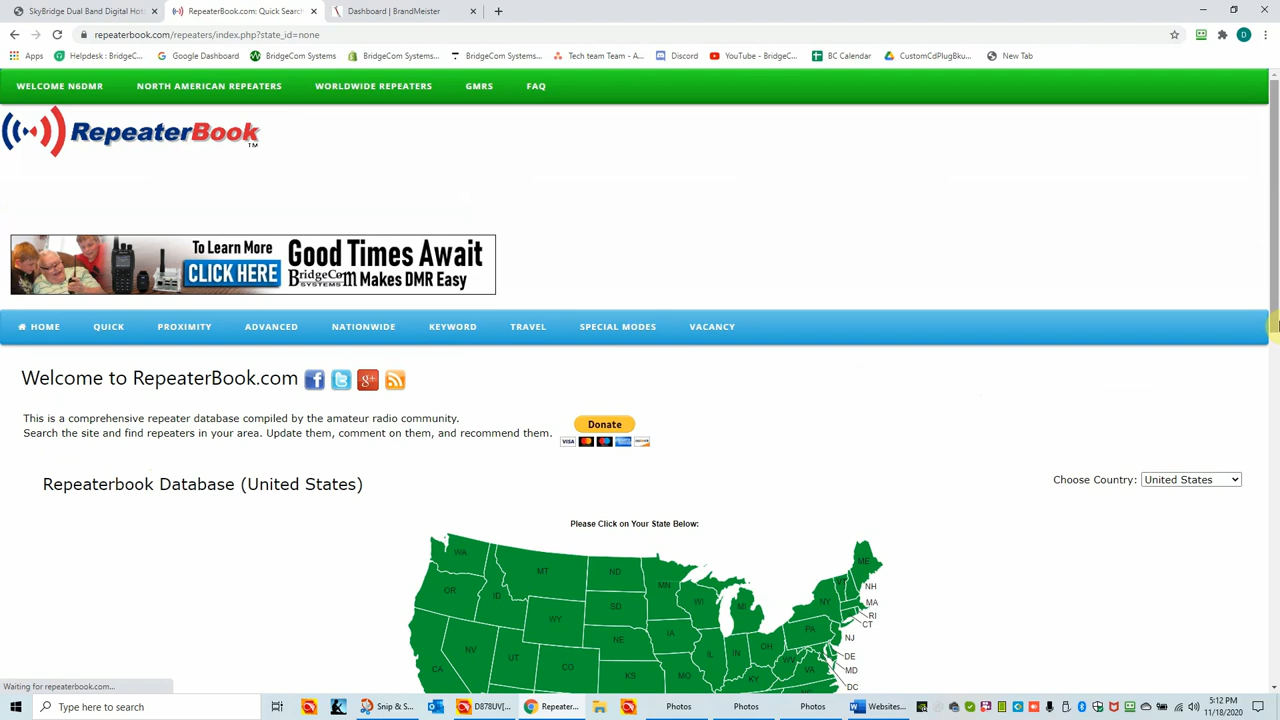 SkyBridge Dual Band Digital Hot
RepeaterBook.com: Quick Searc
Dashboard | BrandMeister
repeaterbook.com/repeaters/index.php?state_id=none
Apps
Helpdesk : BridgeC...
Google Dashboard
BridgeCom Systems
BridgeCom Systems...
BridgeCom Systems...
Tech team Team - A...
Discord
YouTube - BridgeC...
BC Calendar
CustomCdPlugBku...
New Tab
WELCOME N6DMR NORTH AMERICAN REPEATERS WORLDWIDE REPEATERS GMRS FAQ
RepeaterBook TM
To Learn More
CLICK HERE
Good Times Await
BridgeCom SYSTEMS Makes DMR Easy
HOME QUICK PROXIMITY ADVANCED NATIONWIDE KEYWORD TRAVEL SPECIAL MODES VACANCY
Welcome to RepeaterBook.com
This is a comprehensive repeater database compiled by the amateur radio community.
Search the site and find repeaters in your area. Update them, comment on them, and recommend them.
Donate
VISA
Repeaterbook Database (United States)
Choose Country: United States
Please Click on Your State Below:
WA
MT
ND
MN
ME
OR
ID
SD
WI
MI
NY
NH
MA
RI
CT
WY
NE
IA
PA
NJ
NV
UT
CO
IL
IN
OH
WV
VA
DE
MD
CA
KS
MO
KY
DC
Waiting for repeaterbook.com...
Type here to search
Snip & S...
D878UV[...
Repeater...
Photos
Photos
Photos
Websites...
5:12 PM
11/18/2020